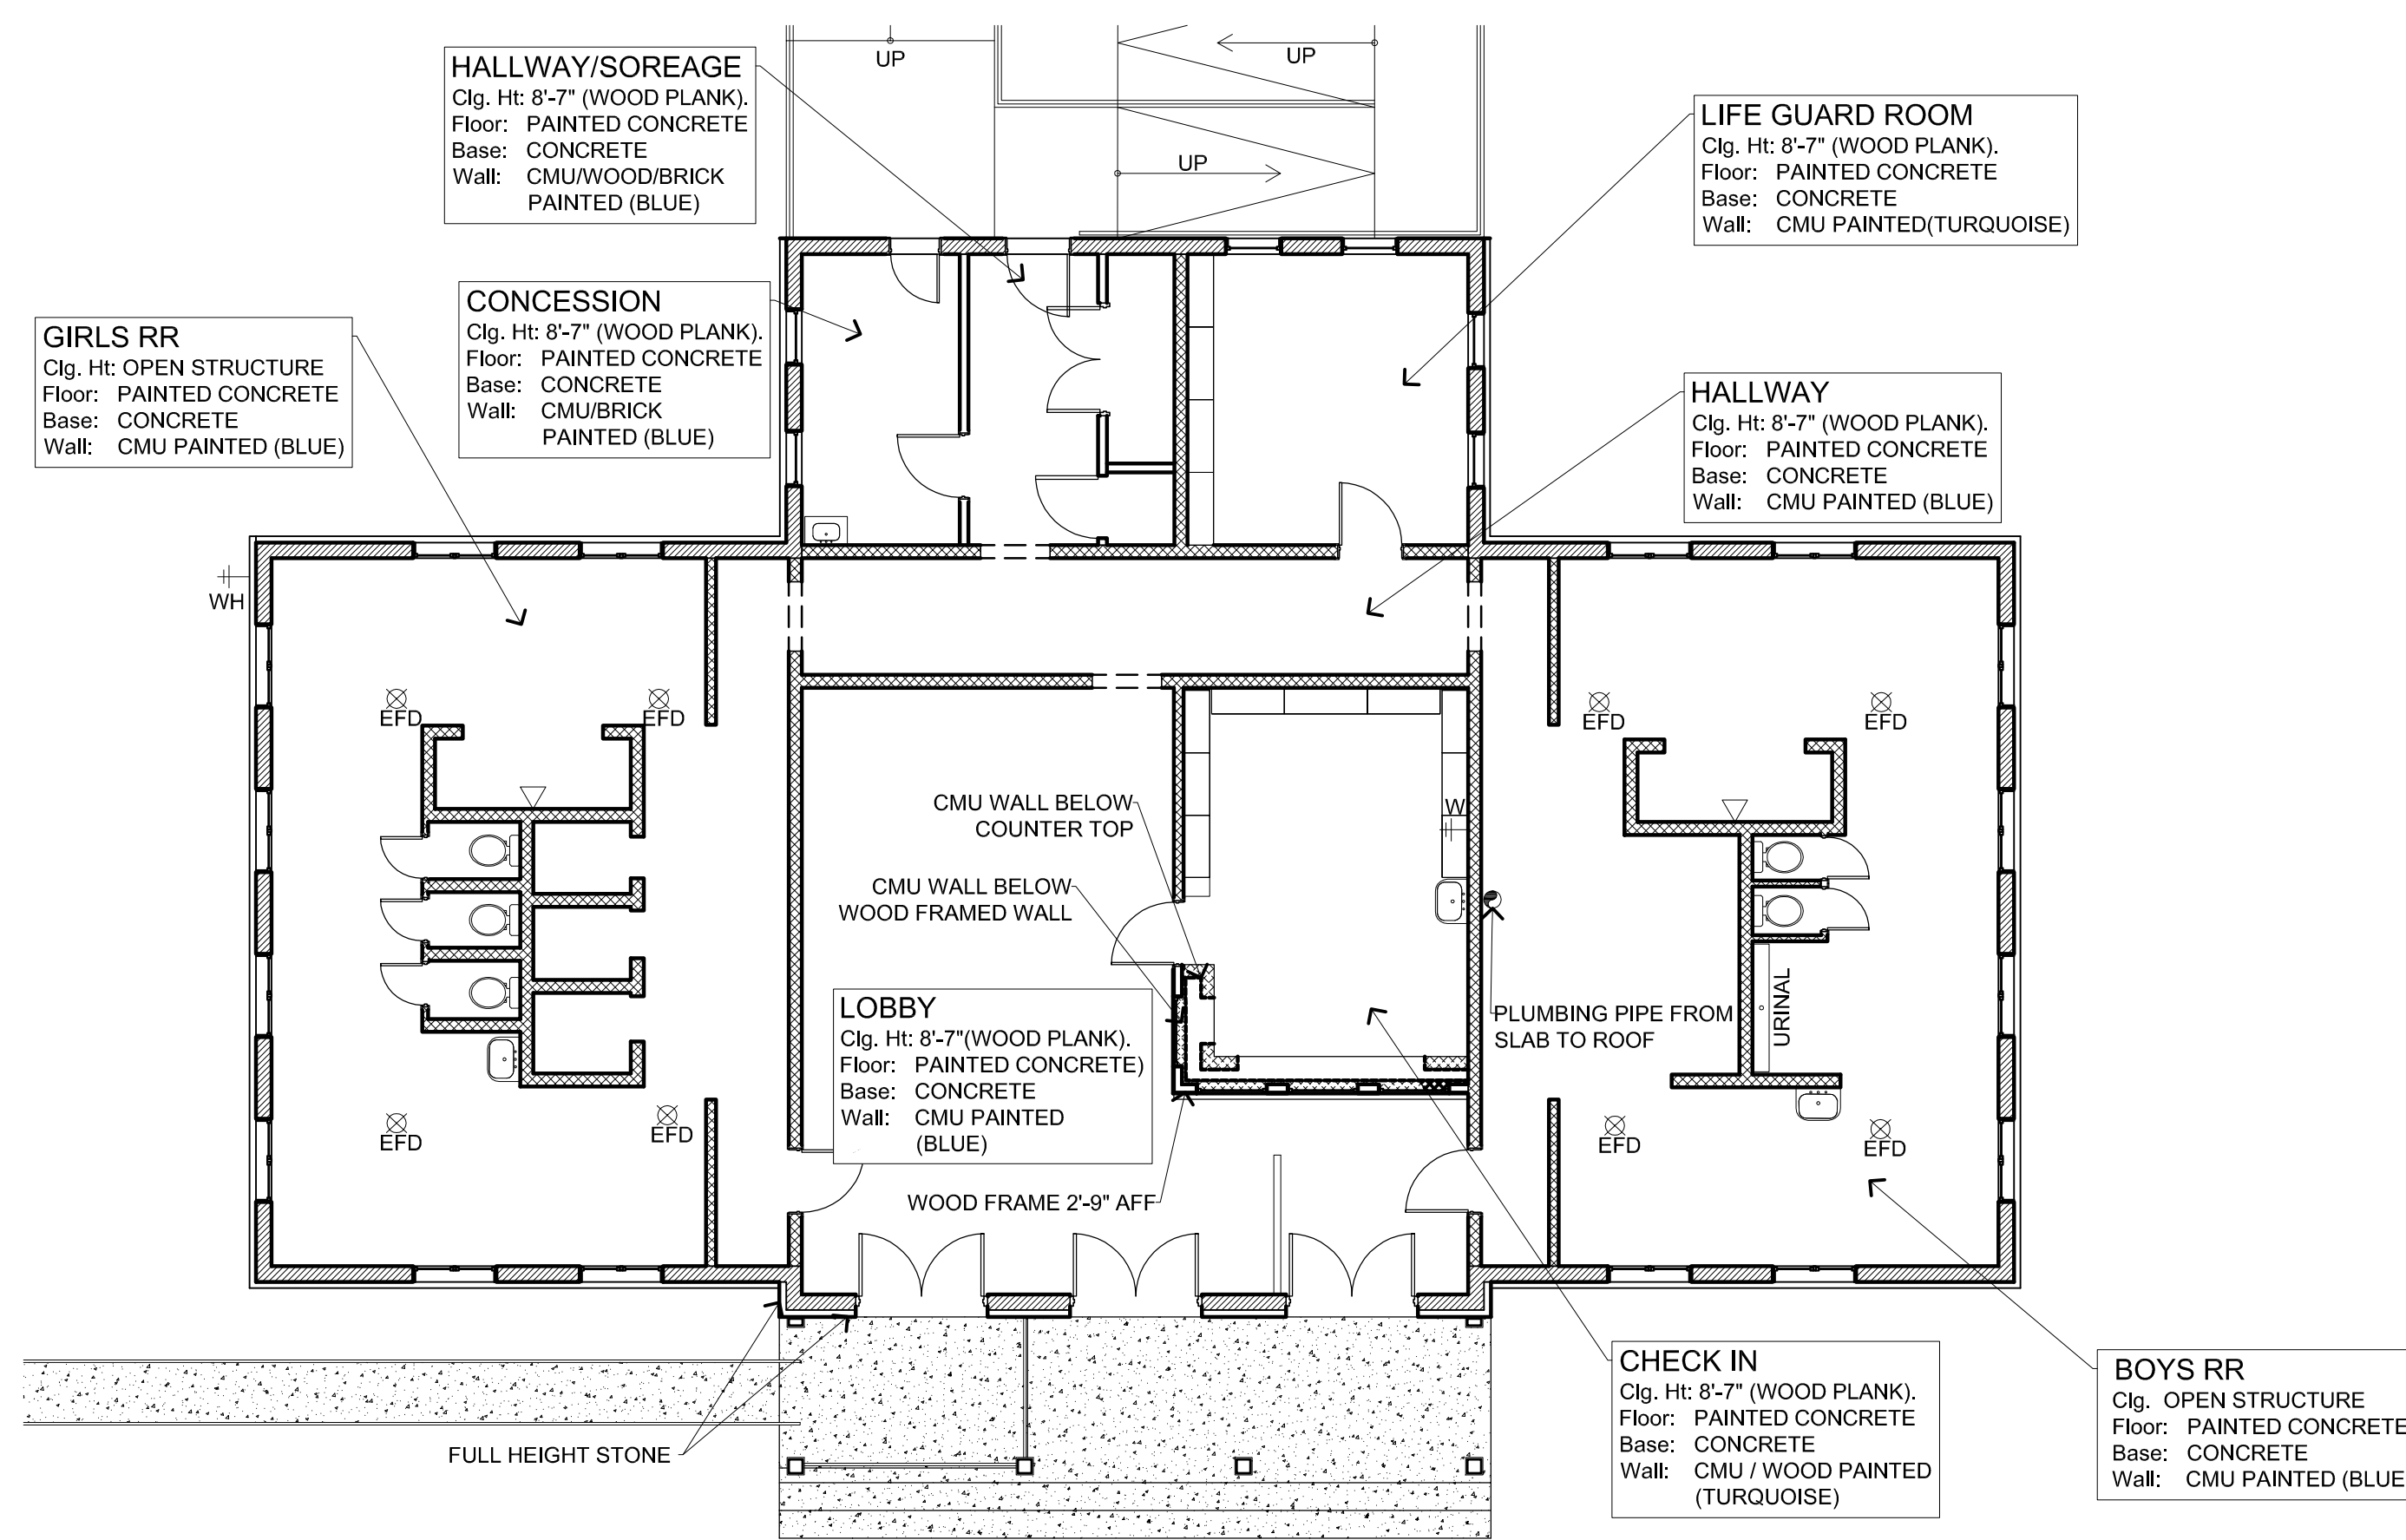 UP
UP
UP
HALLWAY/SOREAGE
Clg. Ht: 8'-7" (WOOD PLANK).
Floor: PAINTED CONCRETE
Base: CONCRETE
Wall: CMU/WOOD/BRICK
PAINTED (BLUE)
LIFE GUARD ROOM
Clg. Ht: 8'-7" (WOOD PLANK).
Floor: PAINTED CONCRETE
Base: CONCRETE
Wall: CMU PAINTED(TURQUOISE)
CONCESSION
Clg. Ht: 8'-7" (WOOD PLANK).
Floor: PAINTED CONCRETE
Base: CONCRETE
Wall: CMU/BRICK
PAINTED (BLUE)
GIRLS RR
Clg. Ht: OPEN STRUCTURE
Floor: PAINTED CONCRETE
Base: CONCRETE
Wall: CMU PAINTED (BLUE)
HALLWAY
Clg. Ht: 8'-7" (WOOD PLANK).
Floor: PAINTED CONCRETE
Base: CONCRETE
Wall: CMU PAINTED (BLUE)
WH
EFD
EFD
EFD
EFD
CMU WALL BELOW
COUNTER TOP
W
CMU WALL BELOW
WOOD FRAMED WALL
LOBBY
Clg. Ht: 8'-7"(WOOD PLANK).
Floor: PAINTED CONCRETE)
Base: CONCRETE
Wall: CMU PAINTED
(BLUE)
PLUMBING PIPE FROM
SLAB TO ROOF
URINAL
EFD
EFD
EFD
EFD
WOOD FRAME 2'-9" AFF
FULL HEIGHT STONE
CHECK IN
Clg. Ht: 8'-7" (WOOD PLANK).
Floor: PAINTED CONCRETE
Base: CONCRETE
Wall: CMU / WOOD PAINTED
(TURQUOISE)
BOYS RR
Clg. OPEN STRUCTURE
Floor: PAINTED CONCRETE
Base: CONCRETE
Wall: CMU PAINTED (BLUE